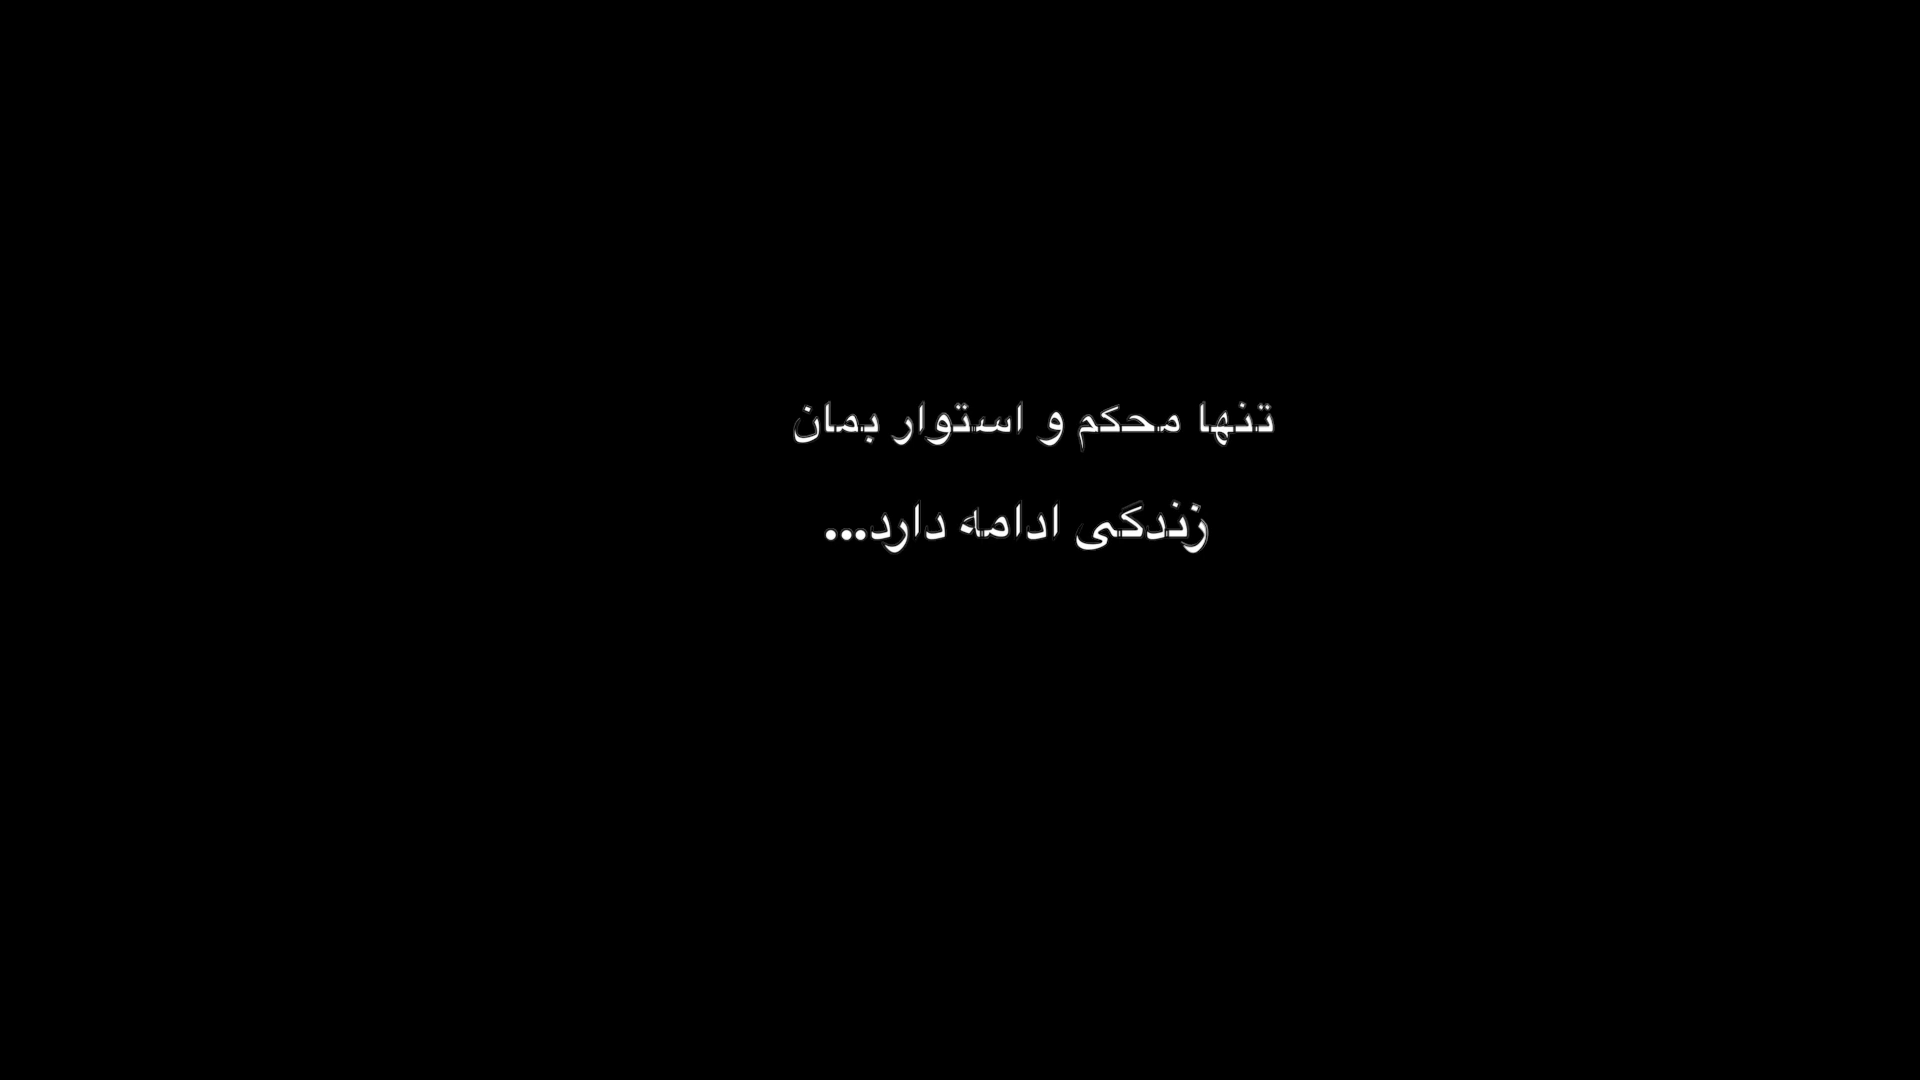 تنها محکم و استوار بمان
زندگی ادامه دارد...